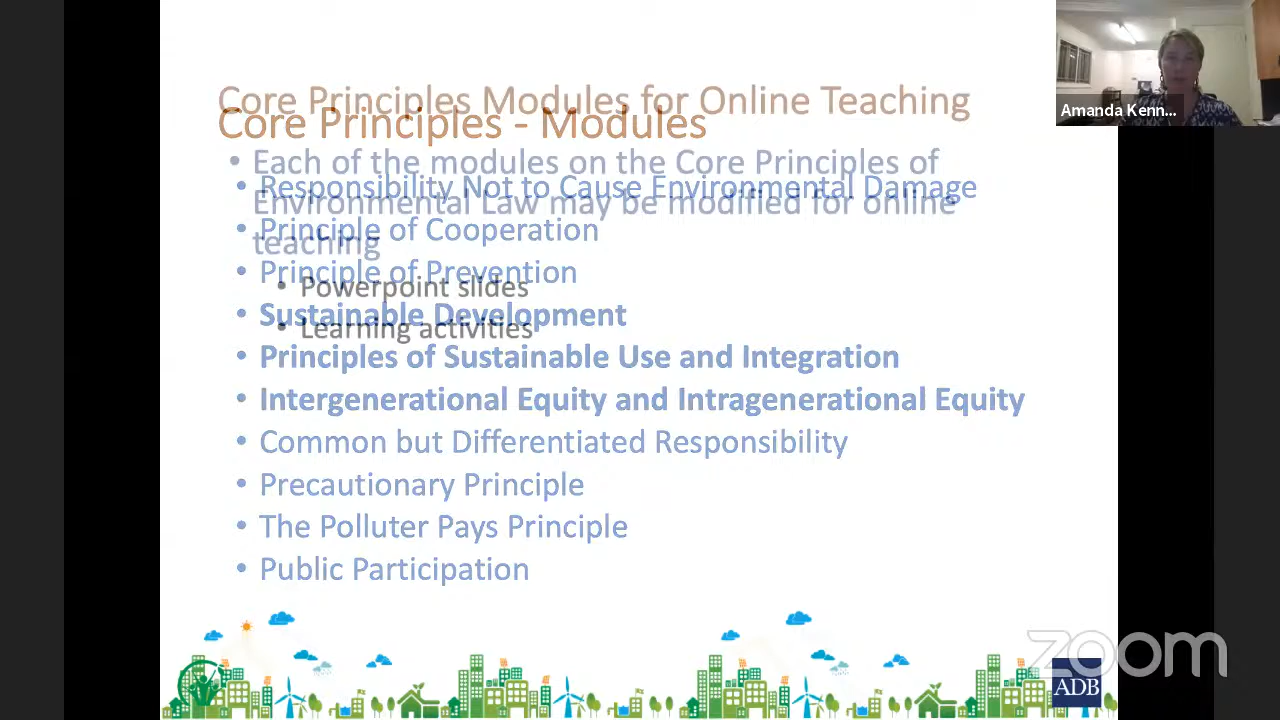 Core Principles Modules for Online Teaching
Core Principles - Modules
• Each of the modules on the Core Principles of
Environmental Law may be modified for online
teaching
• Powerpoint slides
• Learning activities
• Responsibility Not to Cause Environmental Damage
• Principle of Cooperation
• Principle of Prevention
• Sustainable Development
• Principles of Sustainable Use and Integration
• Intergenerational Equity and Intragenerational Equity
• Common but Differentiated Responsibility
• Precautionary Principle
• The Polluter Pays Principle
• Public Participation
Amanda Kenn...
zoom
ADB